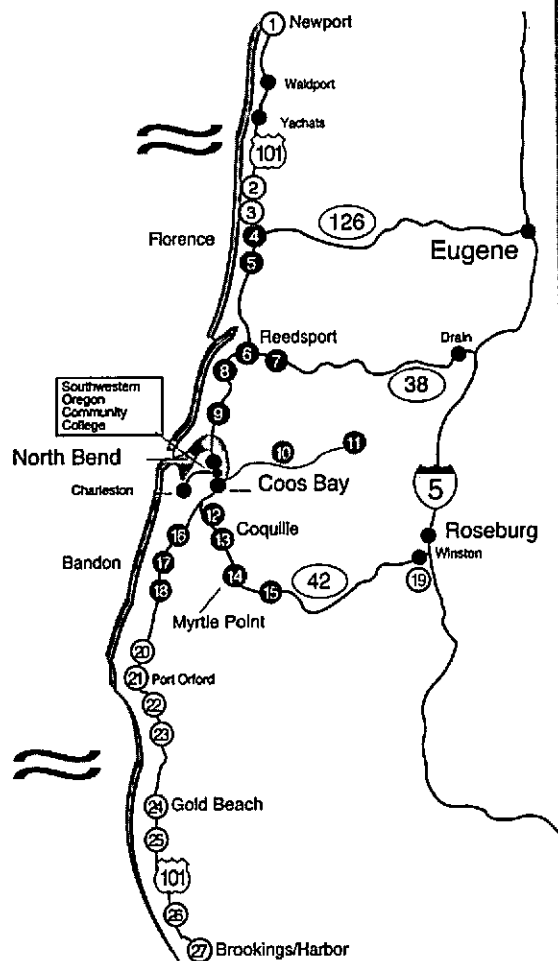 1 Newport
Waldport
Yachats
101
2
3
126
4
Florence
Eugene
5
Reedsport
6
7
Drain
8
38
Southwestern
Oregon
Community
College
9
11
10
North Bend
Coos Bay
5
Charleston
12
Coquille
16
13
Roseburg
Winston
Bandon
17
14
42
19
18
15
Myrtle Point
20
21 Port Orford
22
23
24 Gold Beach
25
101
26
27 Brookings/Harbor